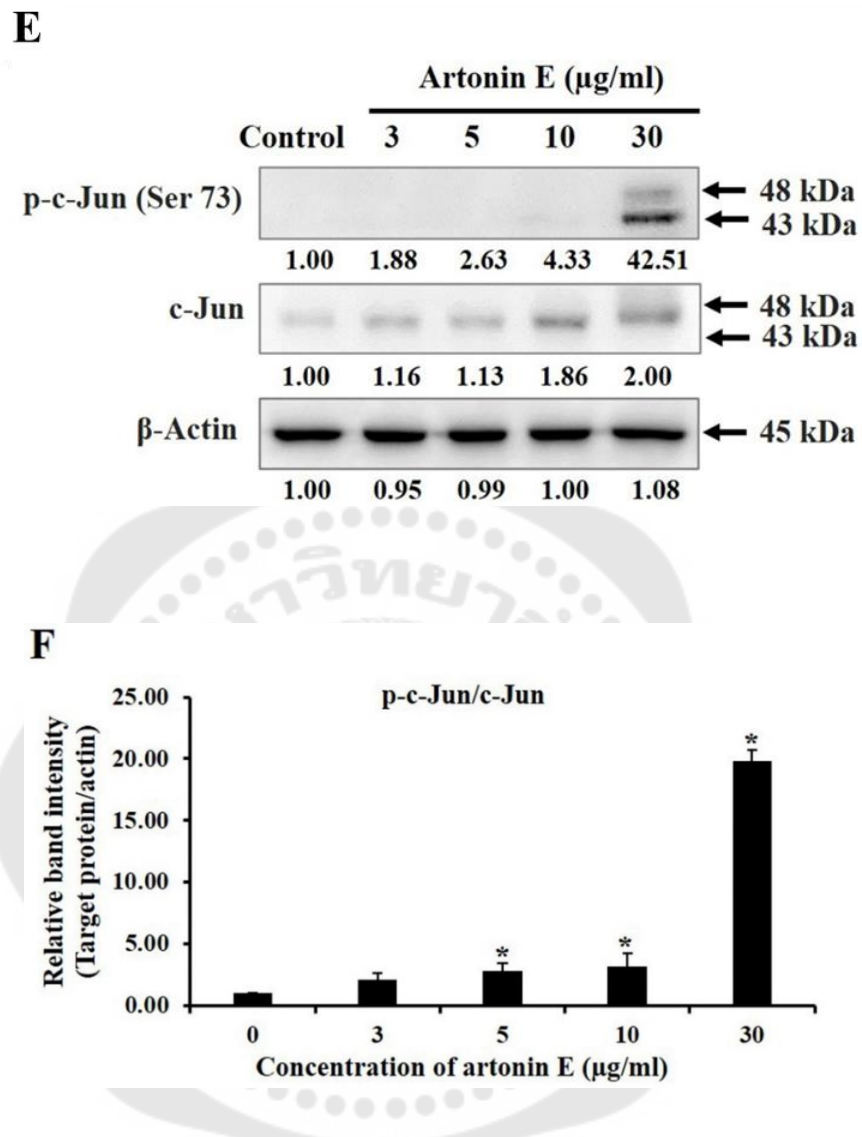 E
Artonin E (µg/ml)
Control 3 5 10 30
p-c-Jun (Ser 73)
48 kDa
43 kDa
1.00 1.88 2.63 4.33 42.51
c-Jun
48 kDa
43 kDa
1.00 1.16 1.13 1.86 2.00
β-Actin
45 kDa
1.00 0.95 0.99 1.00 1.08
F
p-c-Jun/c-Jun
Relative band intensity
(Target protein/actin)
25.00
20.00
15.00
10.00
5.00
0.00
*
*
*
0 3 5 10 30
Concentration of artonin E (µg/ml)